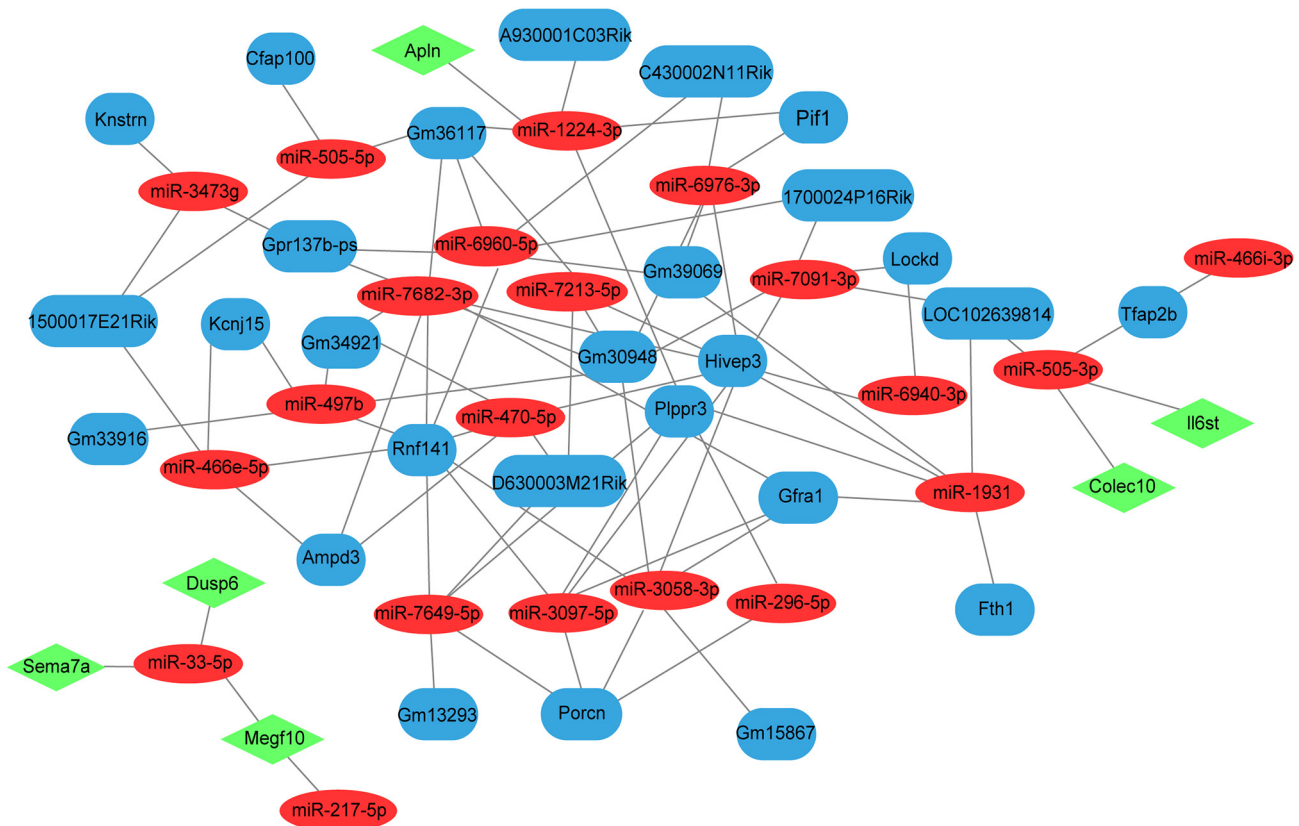 A930001C03Rik
Apln
Cfap100
C430002N11Rik
Knstrn
Pif1
Gm36117
miR-1224-3p
miR-505-5p
miR-3473g
miR-6976-3p
1700024P16Rik
Gpr137b-ps
miR-6960-5p
Lockd
miR-466i-3p
Gm39069
miR-7091-3p
miR-7682-3p
miR-7213-5p
1500017E21Rik
Kcnj15
LOC102639814
Tfap2b
Gm34921
Gm30948
Hivep3
miR-505-3p
miR-497b
miR-6940-3p
Plppr3
Il6st
miR-470-5p
Gm33916
Rnf141
miR-466e-5p
D630003M21Rik
Colec10
Gfra1
miR-1931
Ampd3
Dusp6
miR-3058-3p
miR-296-5p
Fth1
miR-7649-5p
miR-3097-5p
Sema7a
miR-33-5p
Gm13293
Porcn
Gm15867
Megf10
miR-217-5p